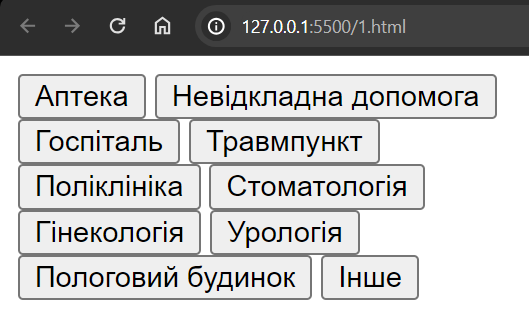 127.0.0.1:5500/1.html
Аптека Невідкладна допомога
Госпіталь Травмпункт
Поліклініка Стоматологія
Гінекологія Урологія
Пологовий будинок Інше